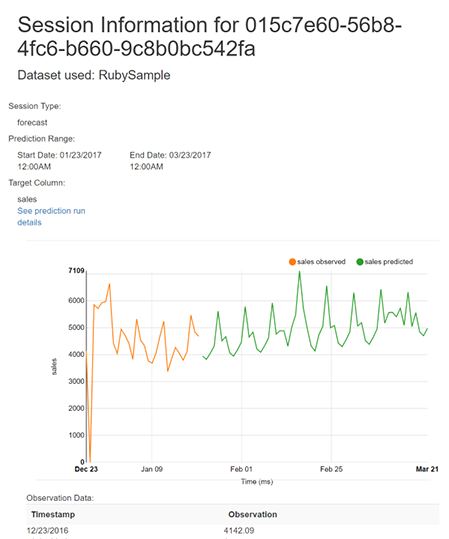 Session Information for 015c7e60-56b8-
4fc6-b660-9c8b0bc542fa
Dataset used: RubySample
Session Type:
forecast
Prediction Range:
Start Date: 01/23/2017 End Date: 03/23/2017
12:00AM 12:00AM
Target Column:
sales
See prediction run
details
sales observed sales predicted
7109
6000
5000
4000
3000
2000
1000
0
sales
Dec 23 Jan 09 Feb 01 Feb 25 Mar 21
Time (ms)
Observation Data:
Timestamp Observation
12/23/2016 4142.09